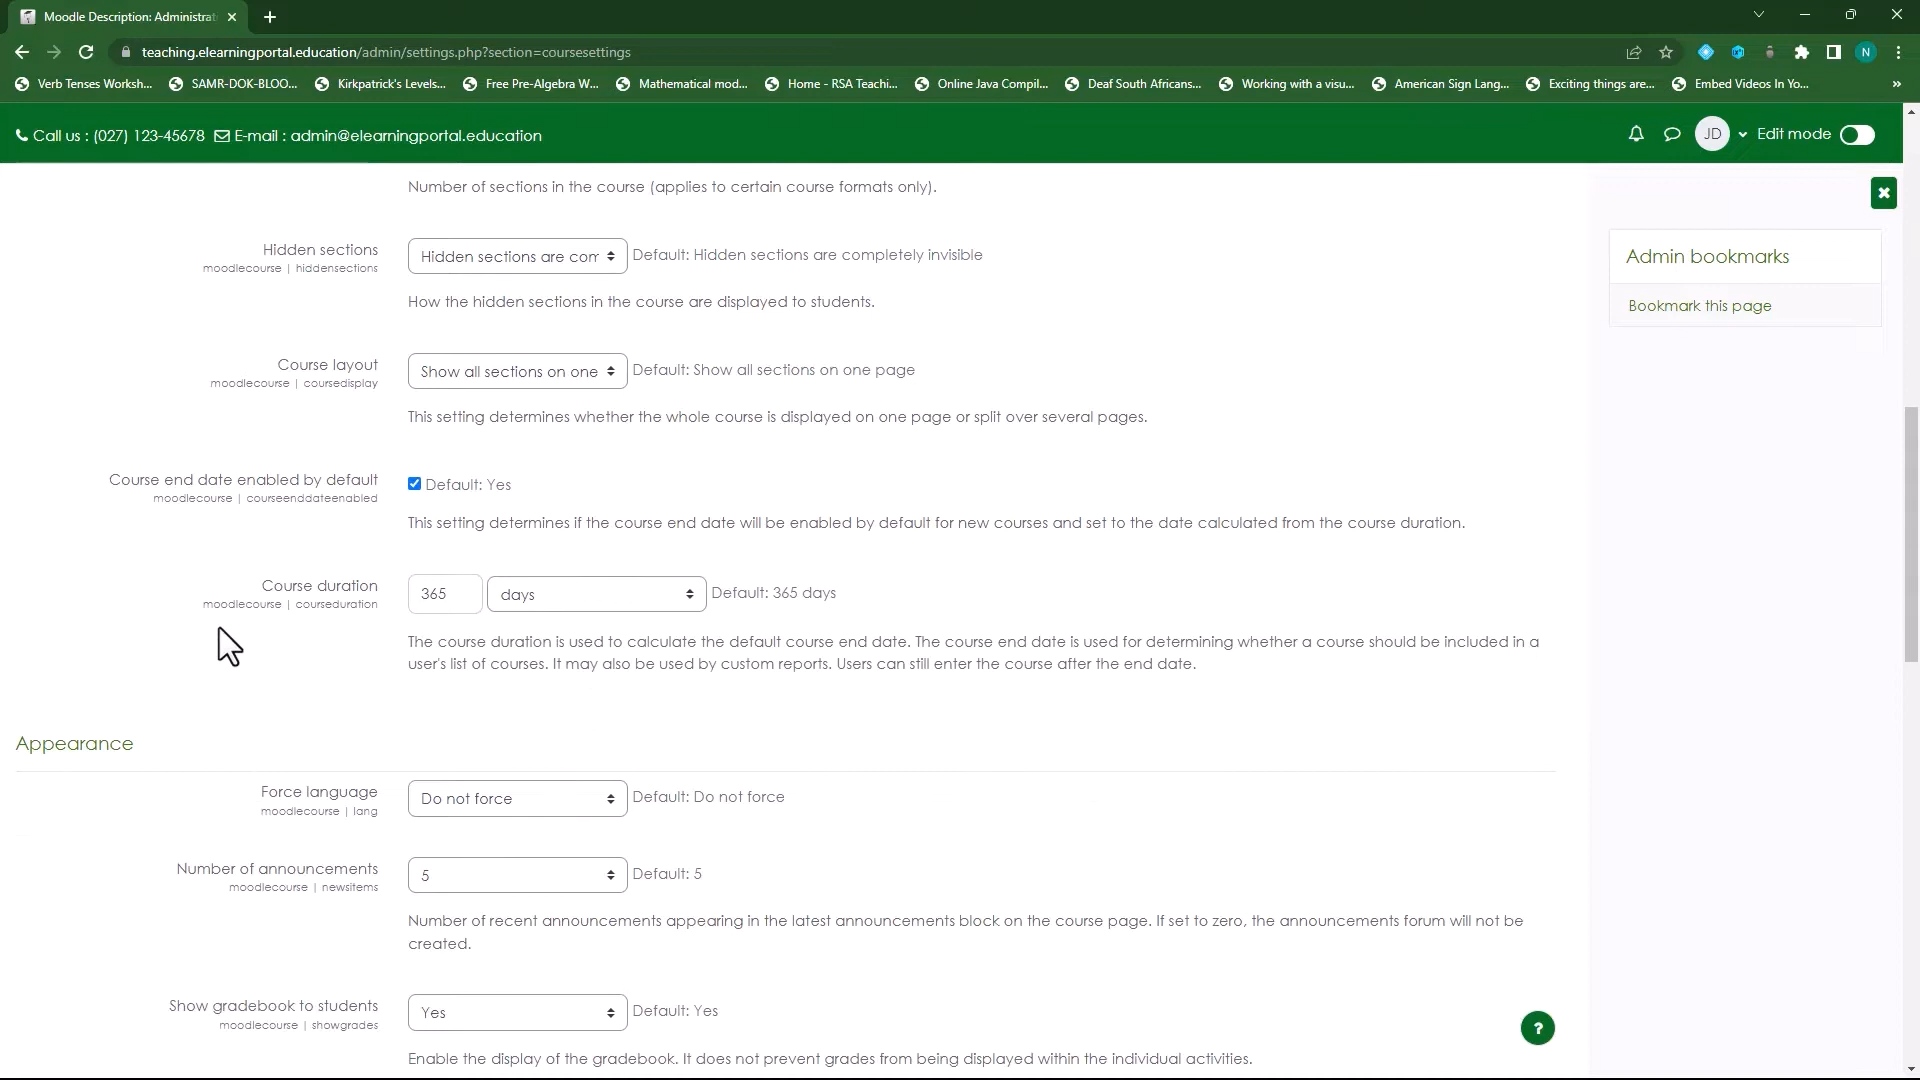 Moodle Description: Administrat
teaching.elearningportal.education/admin/settings.php?section=coursesettings
N
Verb Tenses Worksh... SAMR-DOK-BLOO... Kirkpatrick's Levels... Free Pre-Algebra W... Mathematical mod... Home - RSA Teachi... Online Java Compil... Deaf South Africans... Working with a visu... American Sign Lang... Exciting things are... Embed Videos In Yo... »
Call us : (027) 123-45678 E-mail : admin@elearningportal.education
JD Edit mode
Number of sections in the course (applies to certain course formats only).
Hidden sections
moodlecourse | hiddensections
Hidden sections are com Default: Hidden sections are completely invisible
How the hidden sections in the course are displayed to students.
Course layout
moodlecourse | coursedisplay
Show all sections on one Default: Show all sections on one page
This setting determines whether the whole course is displayed on one page or split over several pages.
Course end date enabled by default
moodlecourse | courseenddateenabled
Default: Yes
This setting determines if the course end date will be enabled by default for new courses and set to the date calculated from the course duration.
Course duration
moodlecourse | courseduration
365 days Default: 365 days
The course duration is used to calculate the default course end date. The course end date is used for determining whether a course should be included in a
user's list of courses. It may also be used by custom reports. Users can still enter the course after the end date.
Appearance
Force language
moodlecourse | lang
Do not force Default: Do not force
Number of announcements
moodlecourse | newsitems
5 Default: 5
Number of recent announcements appearing in the latest announcements block on the course page. If set to zero, the announcements forum will not be
created.
Show gradebook to students
moodlecourse | showgrades
Yes Default: Yes
Enable the display of the gradebook. It does not prevent grades from being displayed within the individual activities.
Admin bookmarks
Bookmark this page
?